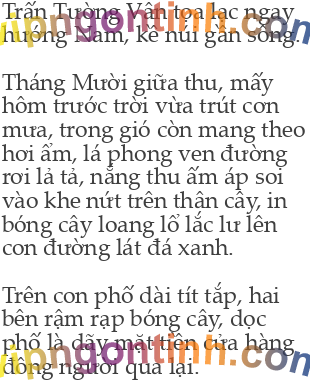 Trấn Tường Vân tọa lạc ngay
hướng Nam, kề núi gần sông.
Tháng Mười giữa thu, mấy
hôm trước trời vừa trút cơn
mưa, trong gió còn mang theo
hơi ẩm, lá phong ven đường
rơi lả tả, nắng thu ấm áp soi
vào khe nứt trên thân cây, in
bóng cây loang lổ lắc lư lên
con đường lát đá xanh.
Trên con phố dài tít tắp, hai
bên rậm rạp bóng cây, dọc
phố là dãy mặt tiền cửa hàng
đông người qua lại.
vipngontinh.com
vipngontinh.com